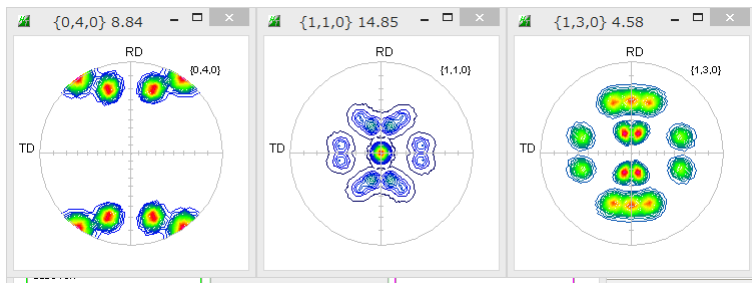 {0,4,0} 8.84
{1,1,0} 14.85
{1,3,0} 4.58
RD
{0,4,0}
TD
RD
{1,1,0}
TD
RD
{1,3,0}
TD